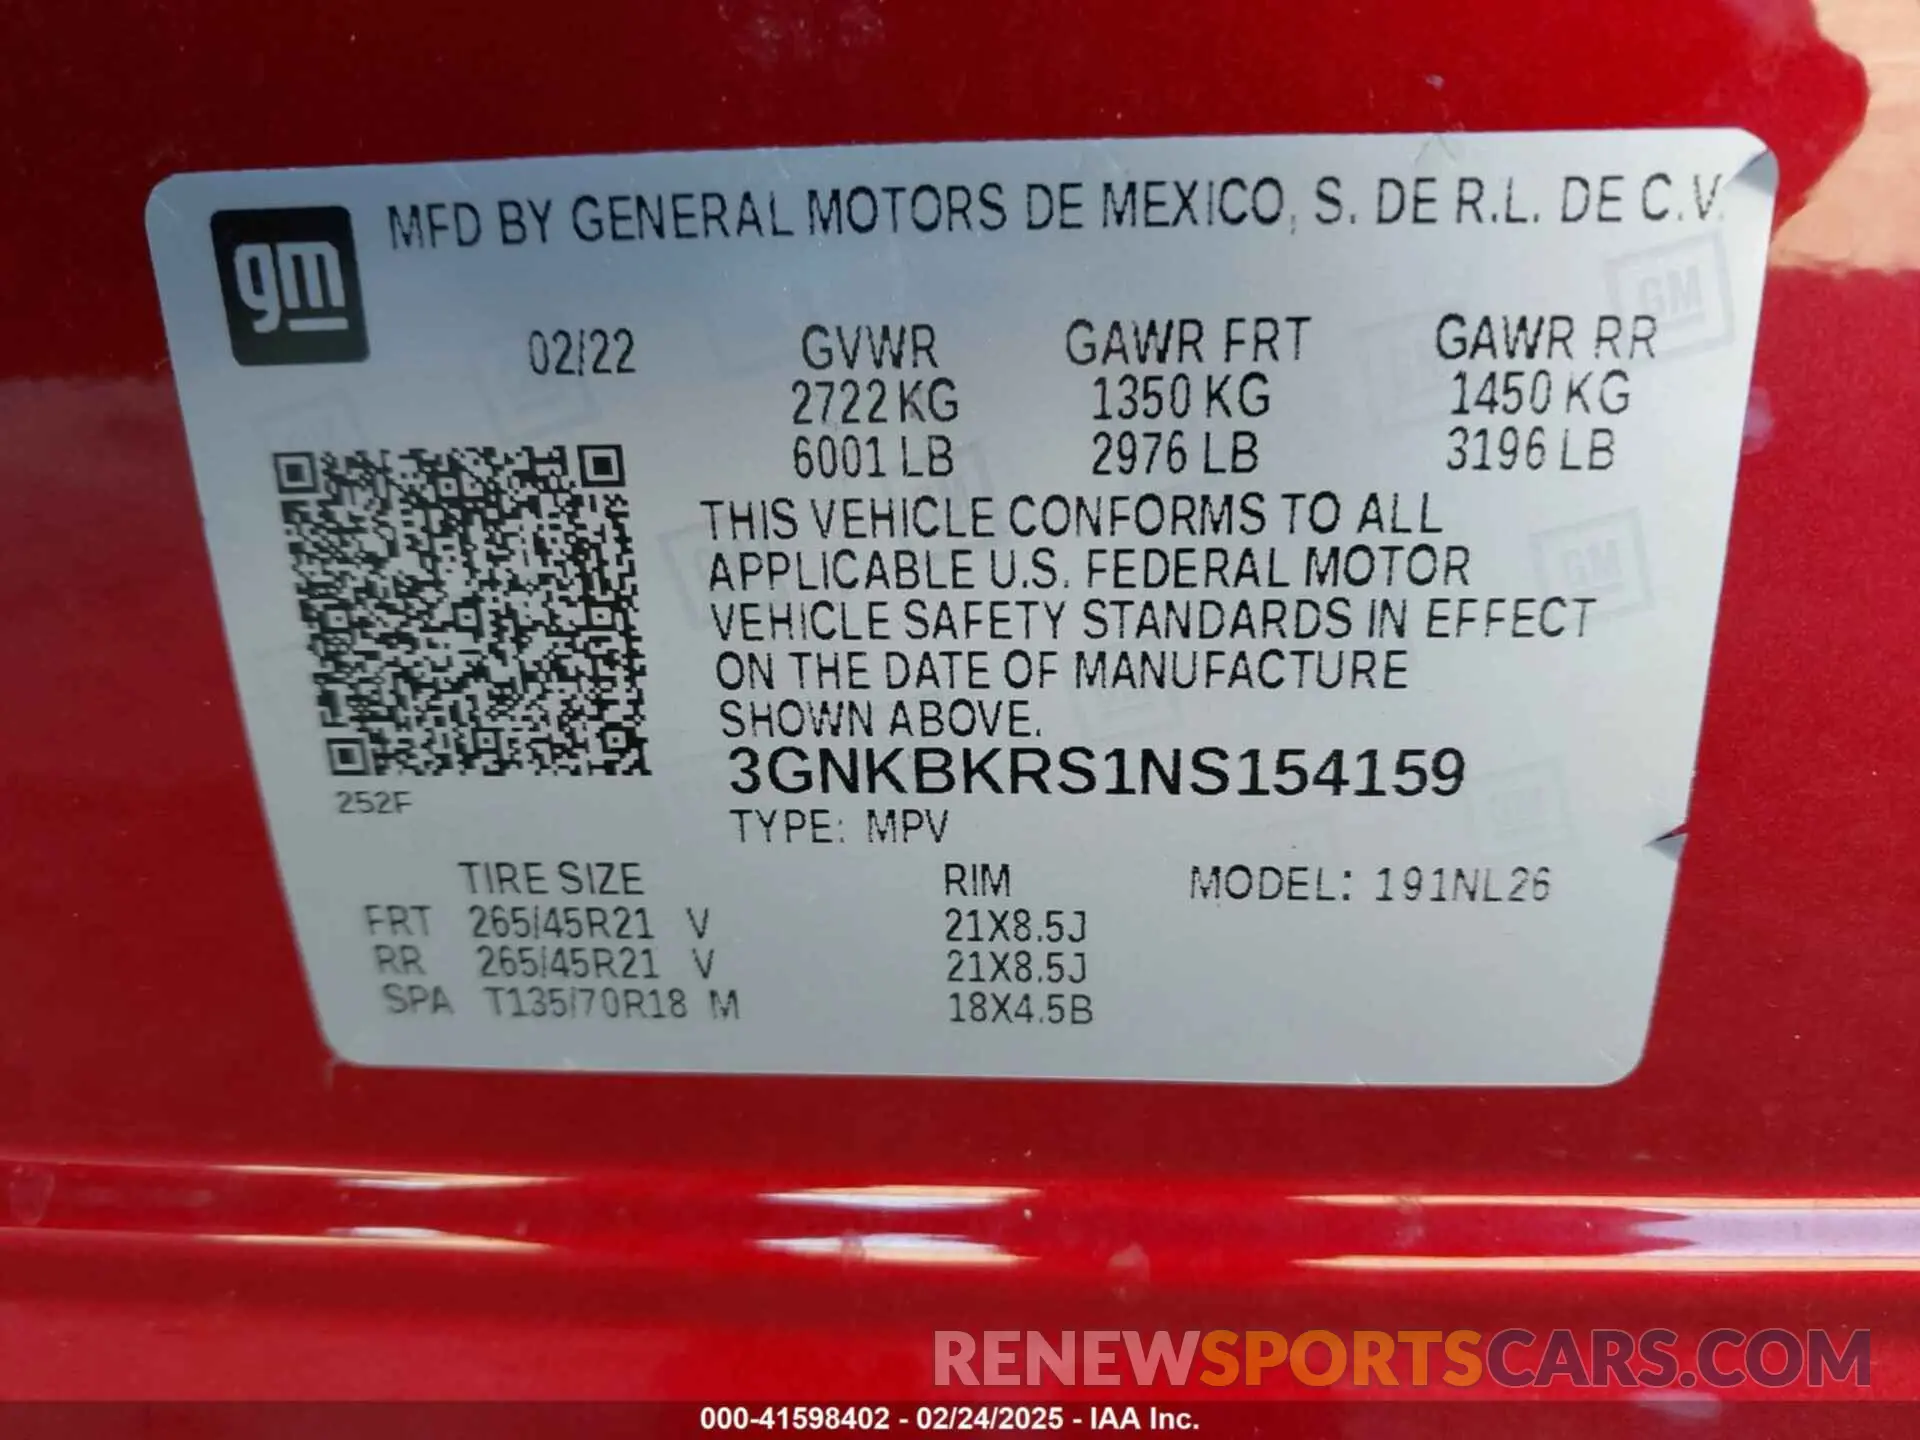 MFD BY GENERAL MOTORS DE MEXICO, S. DE R.L. DE C.V.
gm
02/22 GVWR GAWR FRT GAWR RR
2722 KG 1350 KG 1450 KG
6001 LB 2976 LB 3196 LB
THIS VEHICLE CONFORMS TO ALL
APPLICABLE U.S. FEDERAL MOTOR
VEHICLE SAFETY STANDARDS IN EFFECT
ON THE DATE OF MANUFACTURE
SHOWN ABOVE.
3GNKBKRS1NS154159
252F
TYPE: MPV
TIRE SIZE RIM MODEL: 191NL26
FRT 265/45R21 V 21X8.5J
RR 265/45R21 V 21X8.5J
SPA T135/70R18 M 18X4.5B
RENEWSPORTSCARS.COM
000-41598402 - 02/24/2025 - IAA Inc.